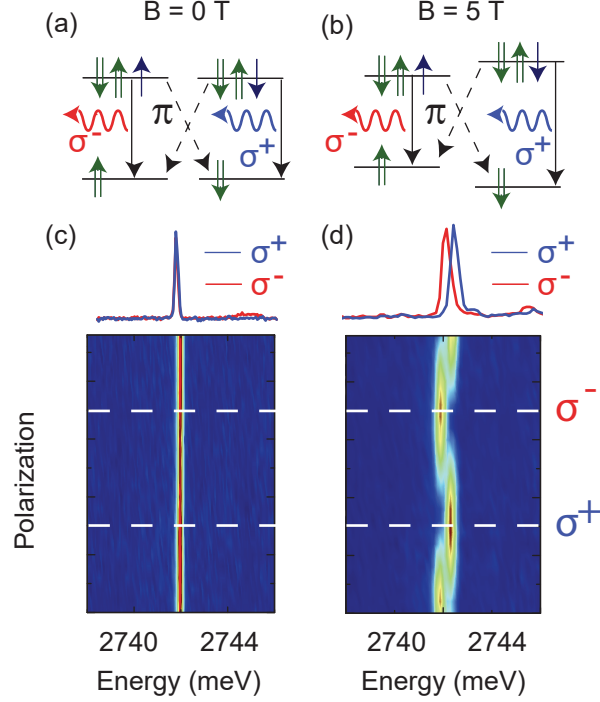 B = 0 T
B = 5 T
(a)
(b)
σ-
π
σ+
σ-
π
σ+
(c)
(d)
σ+
σ-
σ+
σ-
Polarization
σ-
σ+
2740 2744
2740 2744
Energy (meV)
Energy (meV)